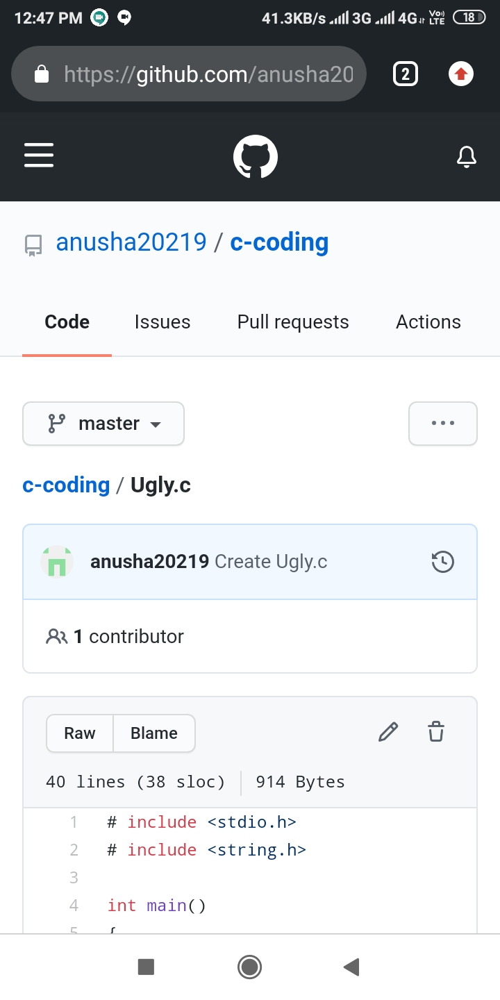 12:47 PM 41.3KB/s 3G 4G Vo)) LTE 18
https://github.com/anusha20 2
anusha20219 / c-coding
Code Issues Pull requests Actions
master ...
c-coding / Ugly.c
anusha20219 Create Ugly.c
1 contributor
Raw Blame
40 lines (38 sloc) 914 Bytes
1 # include <stdio.h>
2 # include <string.h>
3
4 int main()
5 {